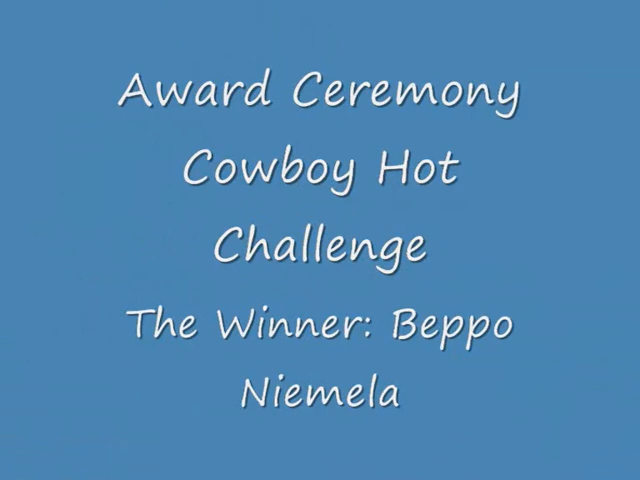 Award Ceremony
Cowboy Hot
Challenge
The Winner: Beppo
Niemela